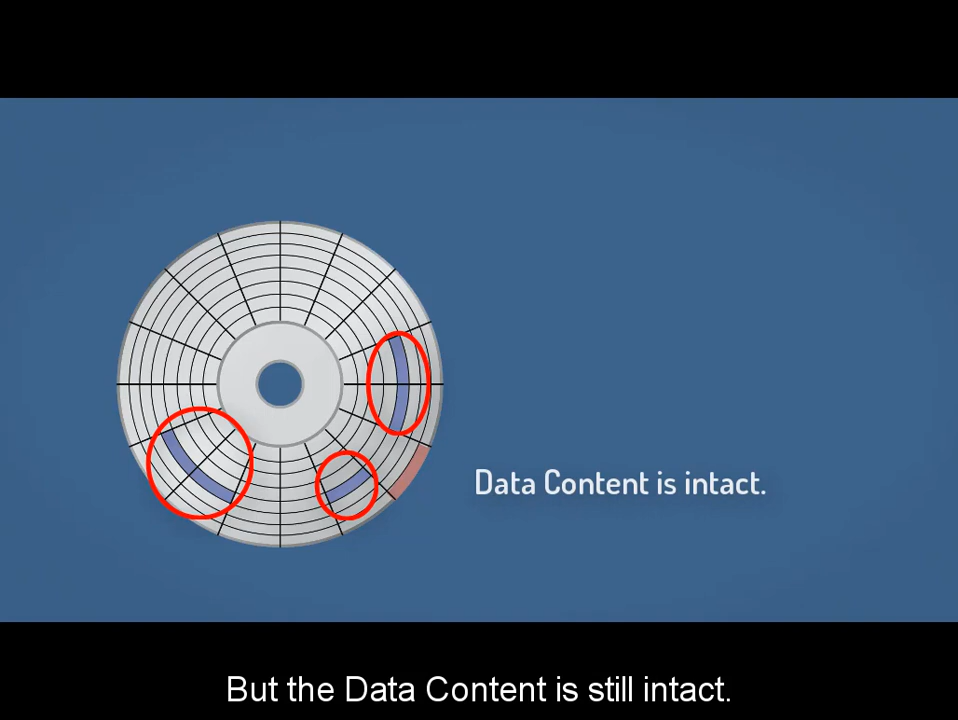 Data Content is intact.
But the Data Content is still intact.